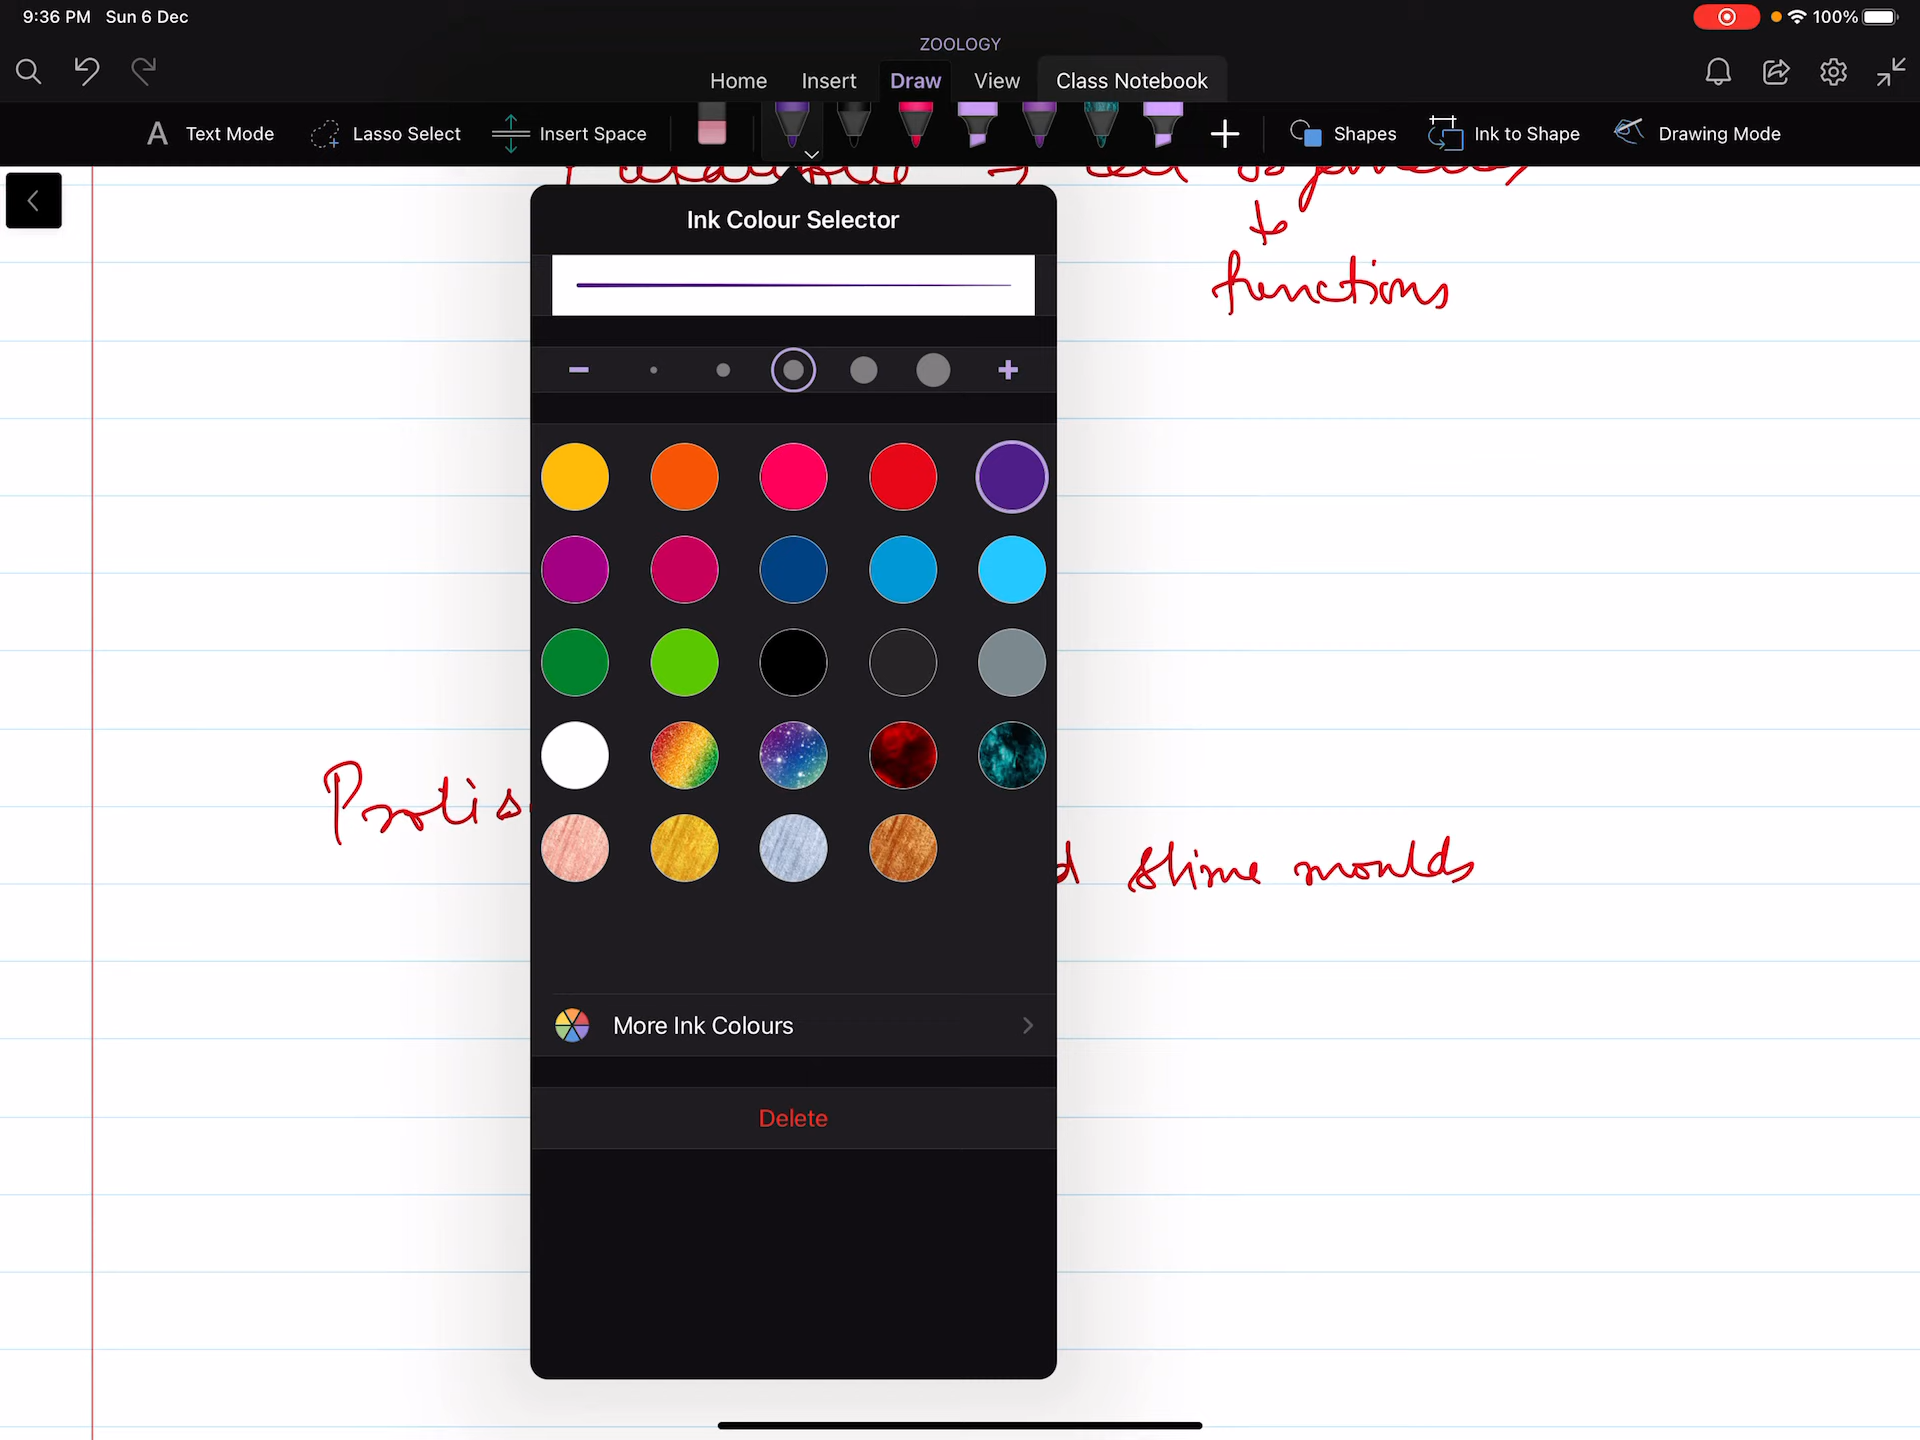 9:36 PM Sun 6 Dec
100%
ZOOLOGY
Home Insert Draw View Class Notebook
A Text Mode Lasso Select Insert Space Shapes Ink to Shape Drawing Mode
Ink Colour Selector
functions
Protis
slime moulds
More Ink Colours
Delete